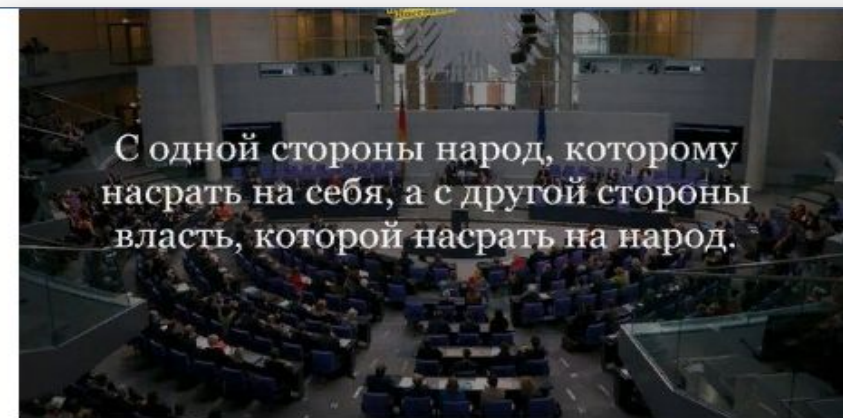 С одной стороны народ, которому
насрать на себя, а с другой стороны
власть, которой насрать на народ.